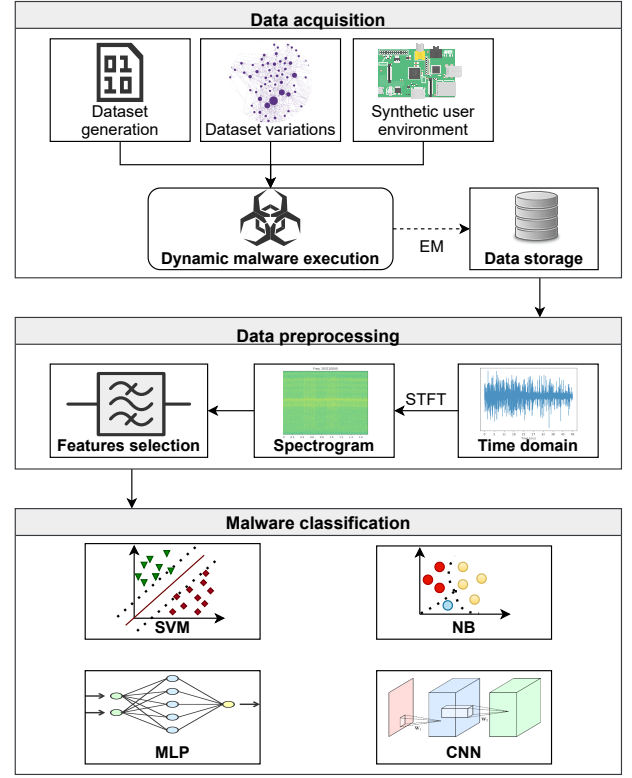 Data acquisition
01
10
Dataset
generation
Dataset variations
Synthetic user
environment
Dynamic malware execution
EM
Data storage
Data preprocessing
Features selection
Spectrogram
STFT
Time domain
Malware classification
SVM
NB
MLP
CNN